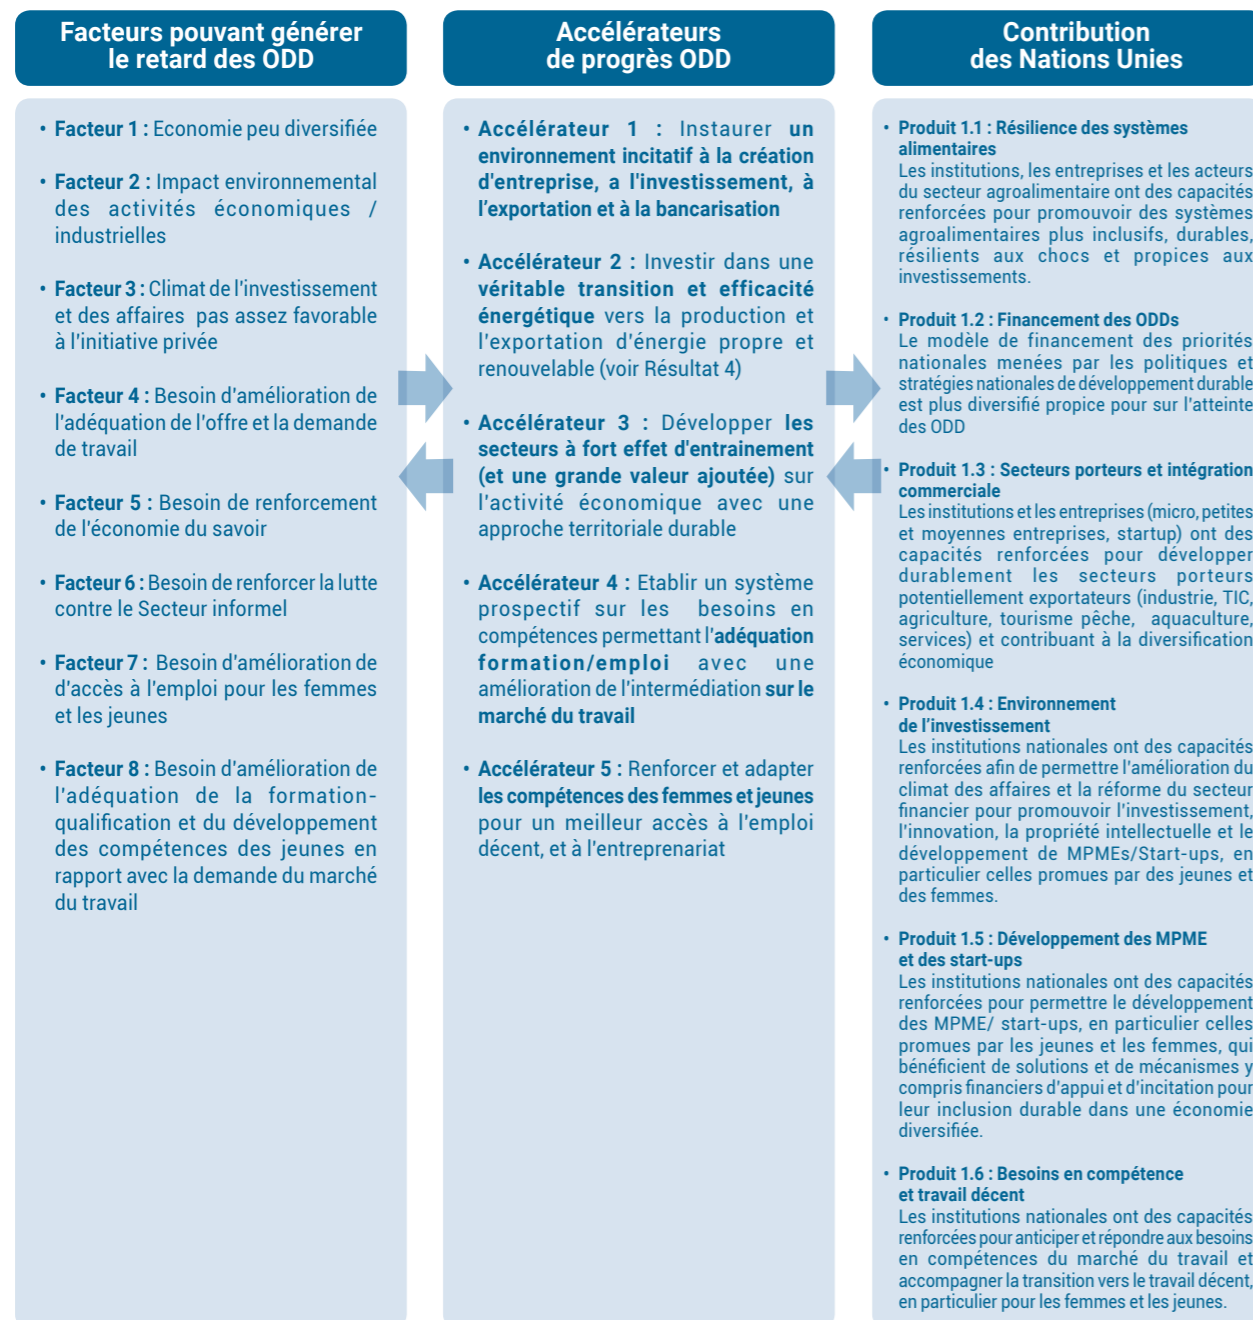 Facteurs pouvant générer
le retard des ODD
• Facteur 1 : Economie peu diversifiée
• Facteur 2 : Impact environnemental
des activités économiques /
industrielles
• Facteur 3 : Climat de l'investissement
et des affaires pas assez favorable
à l'initiative privée
• Facteur 4 : Besoin d'amélioration de
l'adéquation de l'offre et la demande
de travail
• Facteur 5 : Besoin de renforcement
de l'économie du savoir
• Facteur 6 : Besoin de renforcer la lutte
contre le Secteur informel
• Facteur 7 : Besoin d'amélioration de
d'accès à l'emploi pour les femmes
et les jeunes
• Facteur 8 : Besoin d'amélioration de
l'adéquation de la formation-
qualification et du développement
des compétences des jeunes en
rapport avec la demande du marché
du travail
Accélérateurs
de progrès ODD
• Accélérateur 1 : Instaurer un
environnement incitatif à la création
d'entreprise, a l'investissement, à
l'exportation et à la bancarisation
• Accélérateur 2 : Investir dans une
véritable transition et efficacité
énergétique vers la production et
l'exportation d'énergie propre et
renouvelable (voir Résultat 4)
• Accélérateur 3 : Développer les
secteurs à fort effet d'entrainement
(et une grande valeur ajoutée) sur
l'activité économique avec une
approche territoriale durable
• Accélérateur 4 : Etablir un système
prospectif sur les besoins en
compétences permettant l'adéquation
formation/emploi avec une
amélioration de l'intermédiation sur le
marché du travail
• Accélérateur 5 : Renforcer et adapter
les compétences des femmes et jeunes
pour un meilleur accès à l'emploi
décent, et à l'entreprenariat
Contribution
des Nations Unies
• Produit 1.1 : Résilience des systèmes
alimentaires
Les institutions, les entreprises et les acteurs
du secteur agroalimentaire ont des capacités
renforcées pour promouvoir des systèmes
agroalimentaires plus inclusifs, durables,
résilients aux chocs et propices aux
investissements.
• Produit 1.2 : Financement des ODDs
Le modèle de financement des priorités
nationales menées par les politiques et
stratégies nationales de développement durable
est plus diversifié propice pour sur l'atteinte
des ODD
• Produit 1.3 : Secteurs porteurs et intégration
commerciale
Les institutions et les entreprises (micro, petites
et moyennes entreprises, startup) ont des
capacités renforcées pour développer
durablement les secteurs porteurs
potentiellement exportateurs (industrie, TIC,
agriculture, tourisme pêche, aquaculture,
services) et contribuant à la diversification
économique
• Produit 1.4 : Environnement
de l'investissement
Les institutions nationales ont des capacités
renforcées afin de permettre l'amélioration du
climat des affaires et la réforme du secteur
financier pour promouvoir l'investissement,
l'innovation, la propriété intellectuelle et le
développement de MPMEs/Start-ups, en
particulier celles promues par des jeunes et
des femmes.
• Produit 1.5 : Développement des MPME
et des start-ups
Les institutions nationales ont des capacités
renforcées pour permettre le développement
des MPME/ start-ups, en particulier celles
promues par les jeunes et les femmes, qui
bénéficient de solutions et de mécanismes y
compris financiers d'appui et d'incitation pour
leur inclusion durable dans une économie
diversifiée.
• Produit 1.6 : Besoins en compétence
et travail décent
Les institutions nationales ont des capacités
renforcées pour anticiper et répondre aux besoins
en compétences du marché du travail et
accompagner la transition vers le travail décent,
en particulier pour les femmes et les jeunes.